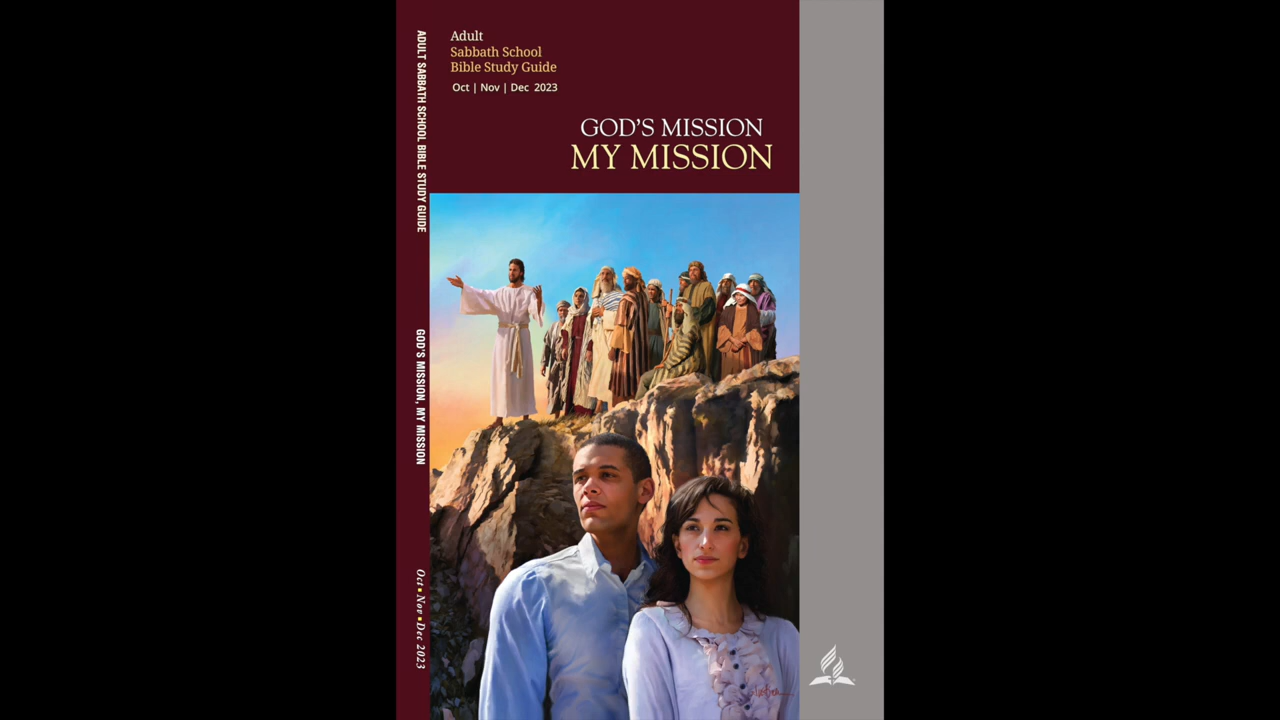 Adult
Sabbath School
Bible Study Guide
Oct | Nov | Dec 2023
GOD'S MISSION
MY MISSION
ADULT SABBATH SCHOOL BIBLE STUDY GUIDE
GOD'S MISSION, MY MISSION
Oct▪Nov▪Dec 2023